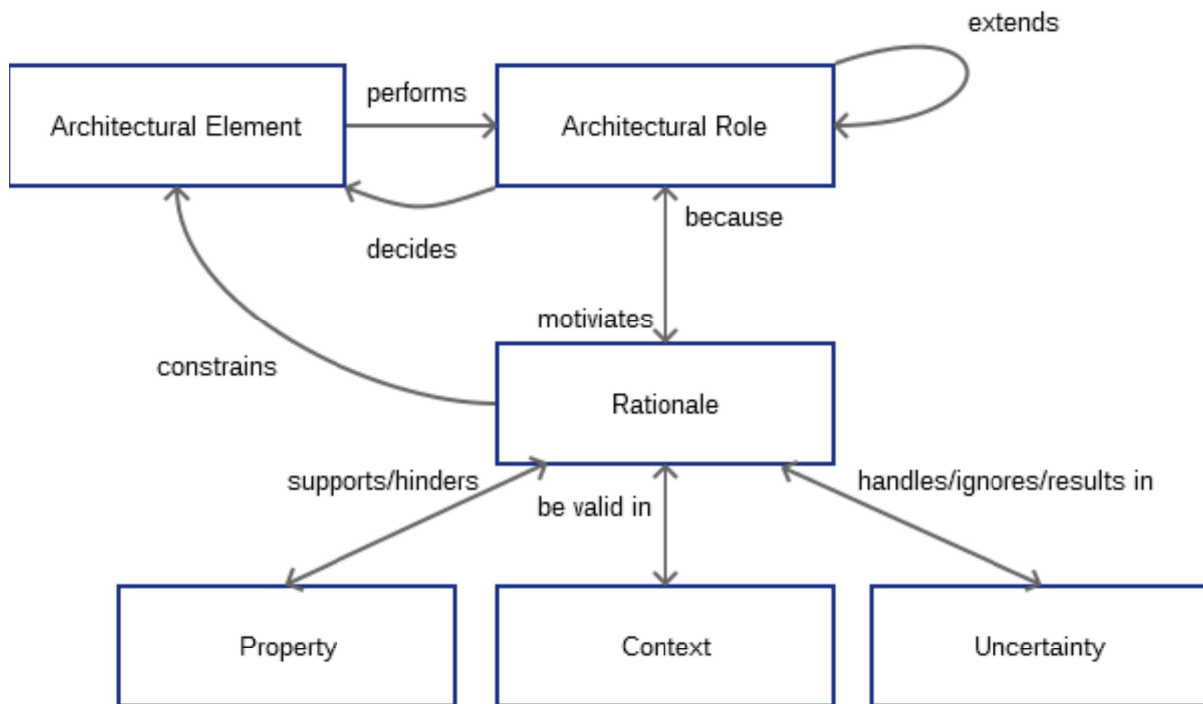 extends
performs
Architectural Element
Architectural Role
because
decides
motiviates
constrains
Rationale
supports/hinders
be valid in
handles/ignores/results in
Property
Context
Uncertainty